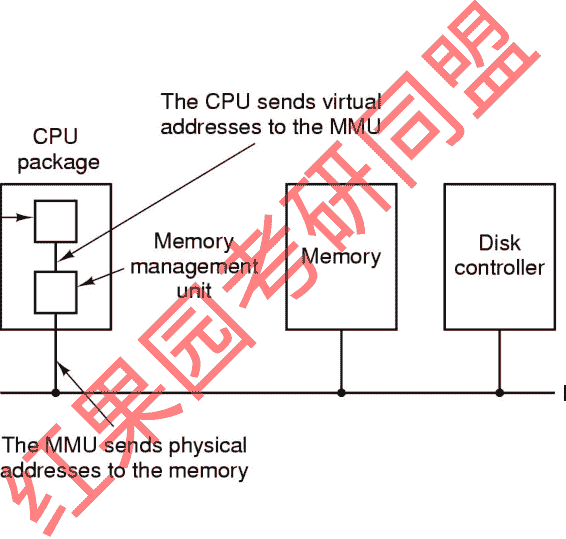 The CPU sends virtual
addresses to the MMU
CPU
package
Memory
management
unit
Memory
Disk
controller
The MMU sends physical
addresses to the memory
红果园考研同盟